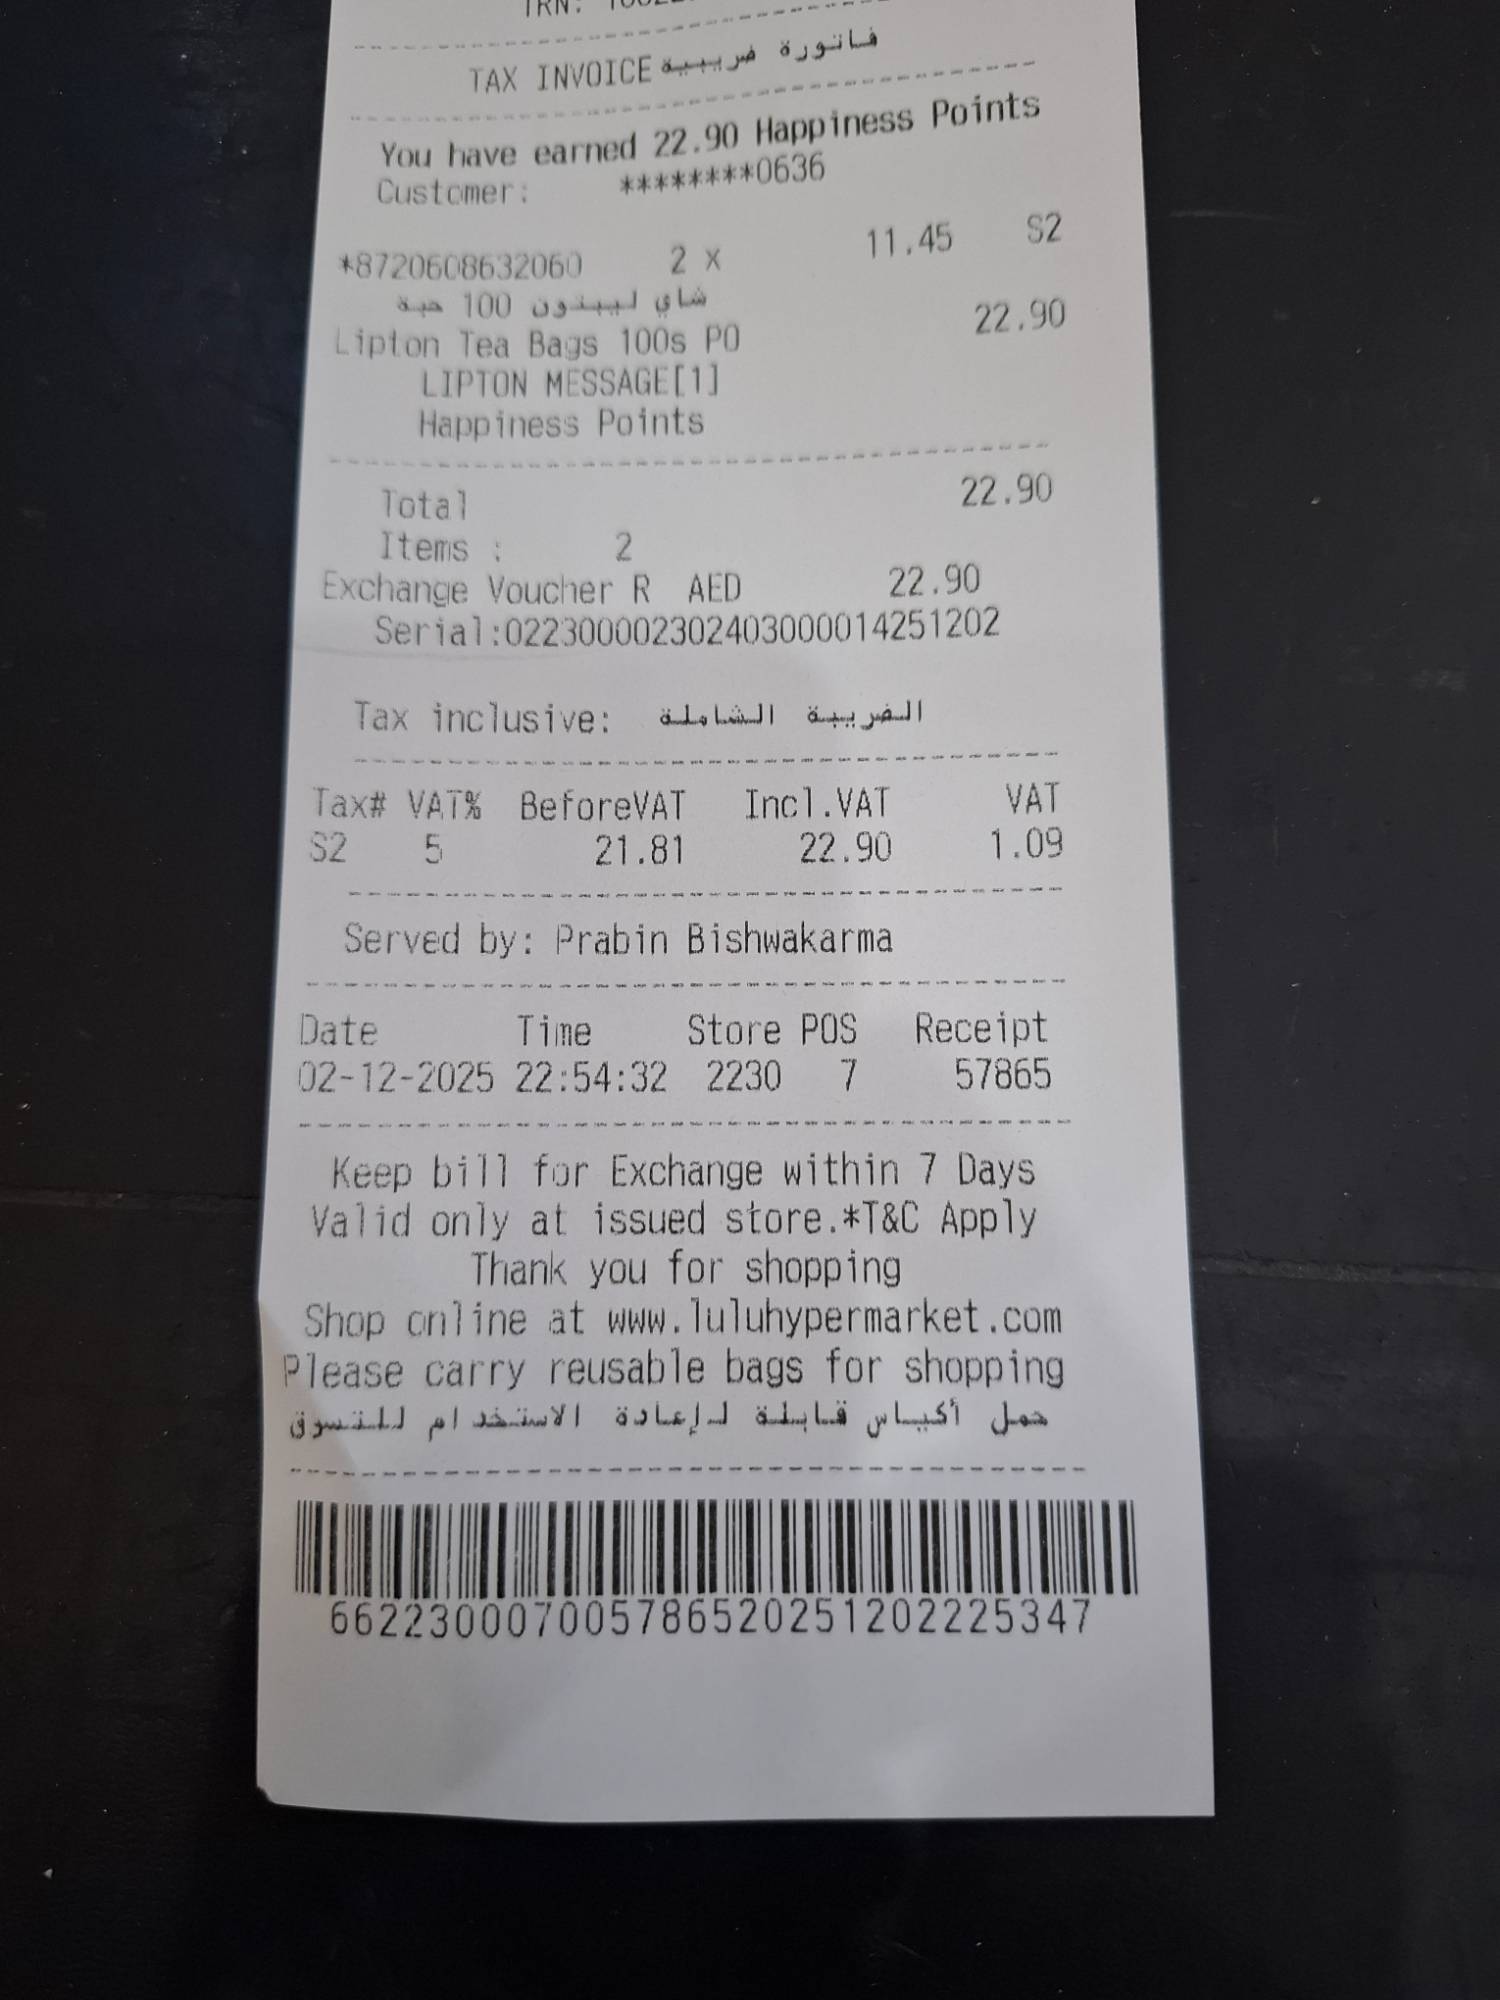 TRN:
TAX INVOICE فاتورة ضريبية
You have earned 22.90 Happiness Points
Customer: ********0636
*8720608632060 2 x 11.45 S2
شاي ليبتون 100 حبة
Lipton Tea Bags 100s PO 22.90
LIPTON MESSAGE[1]
Happiness Points
Total 22.90
Items : 2
Exchange Voucher R AED 22.90
Serial:022300002302403000014251202
Tax inclusive: الضريبة الشاملة
Tax# VAT% BeforeVAT Incl.VAT VAT
S2 5 21.81 22.90 1.09
Served by: Prabin Bishwakarma
Date Time Store POS Receipt
02-12-2025 22:54:32 2230 7 57865
Keep bill for Exchange within 7 Days
Valid only at issued store.*T&C Apply
Thank you for shopping
Shop online at www.luluhypermarket.com
Please carry reusable bags for shopping
حمل أكياس قابلة لإعادة الاستخدام للتسوق
662230007005786520251202225347